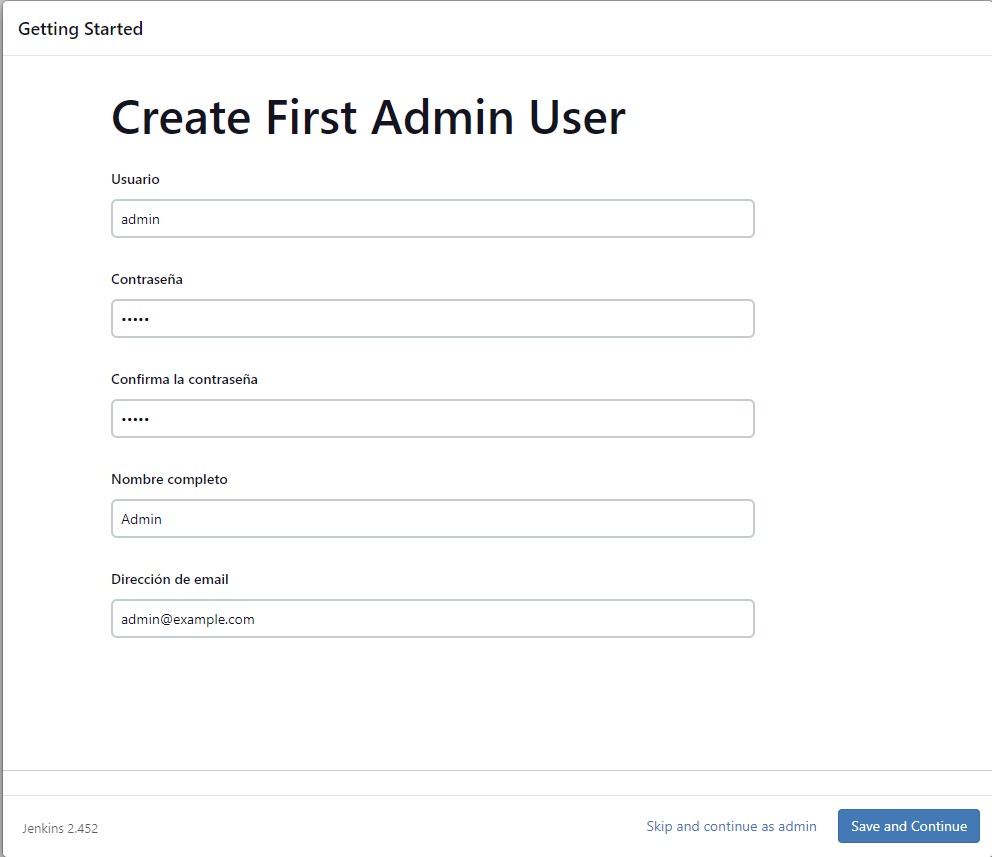 Getting Started
Create First Admin User
Usuario
admin
Contraseña
•••••
Confirma la contraseña
•••••
Nombre completo
Admin
Dirección de email
admin@example.com
Jenkins 2.452
Skip and continue as admin
Save and Continue